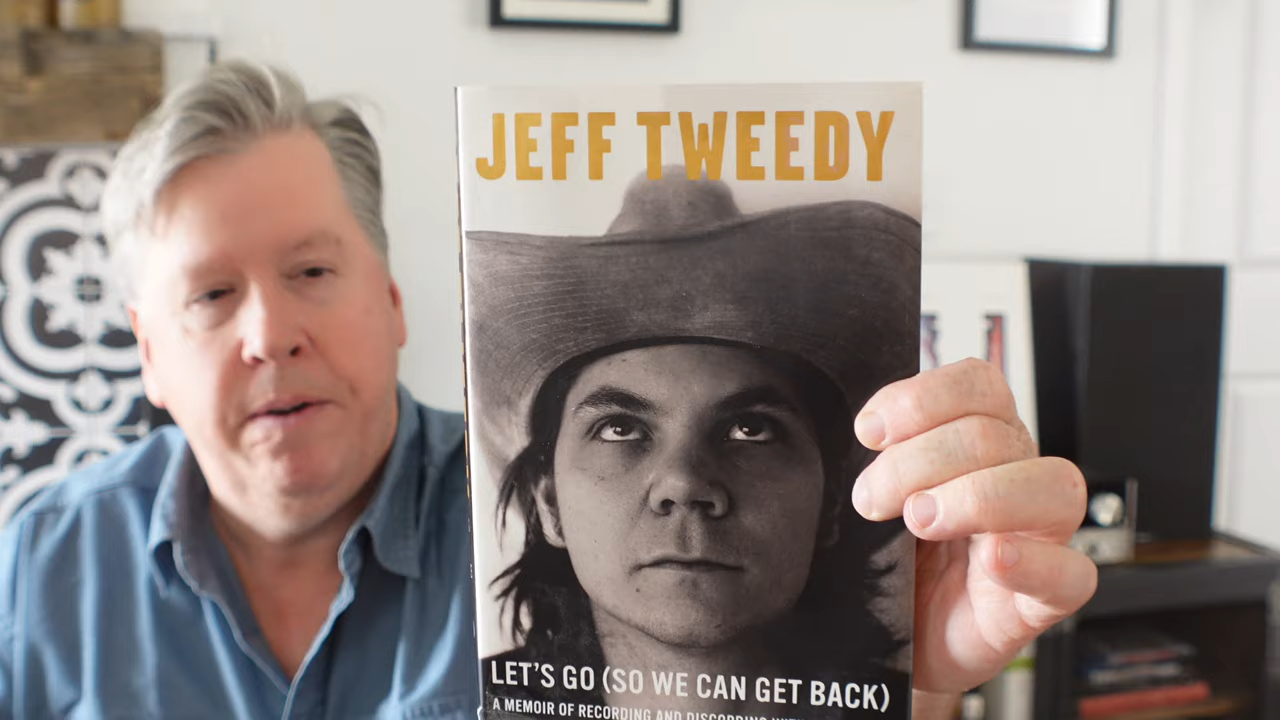 JEFF TWEEDY
LET'S GO (SO WE CAN GET BACK)
A MEMOIR OF RECORDING AND DISCORDING